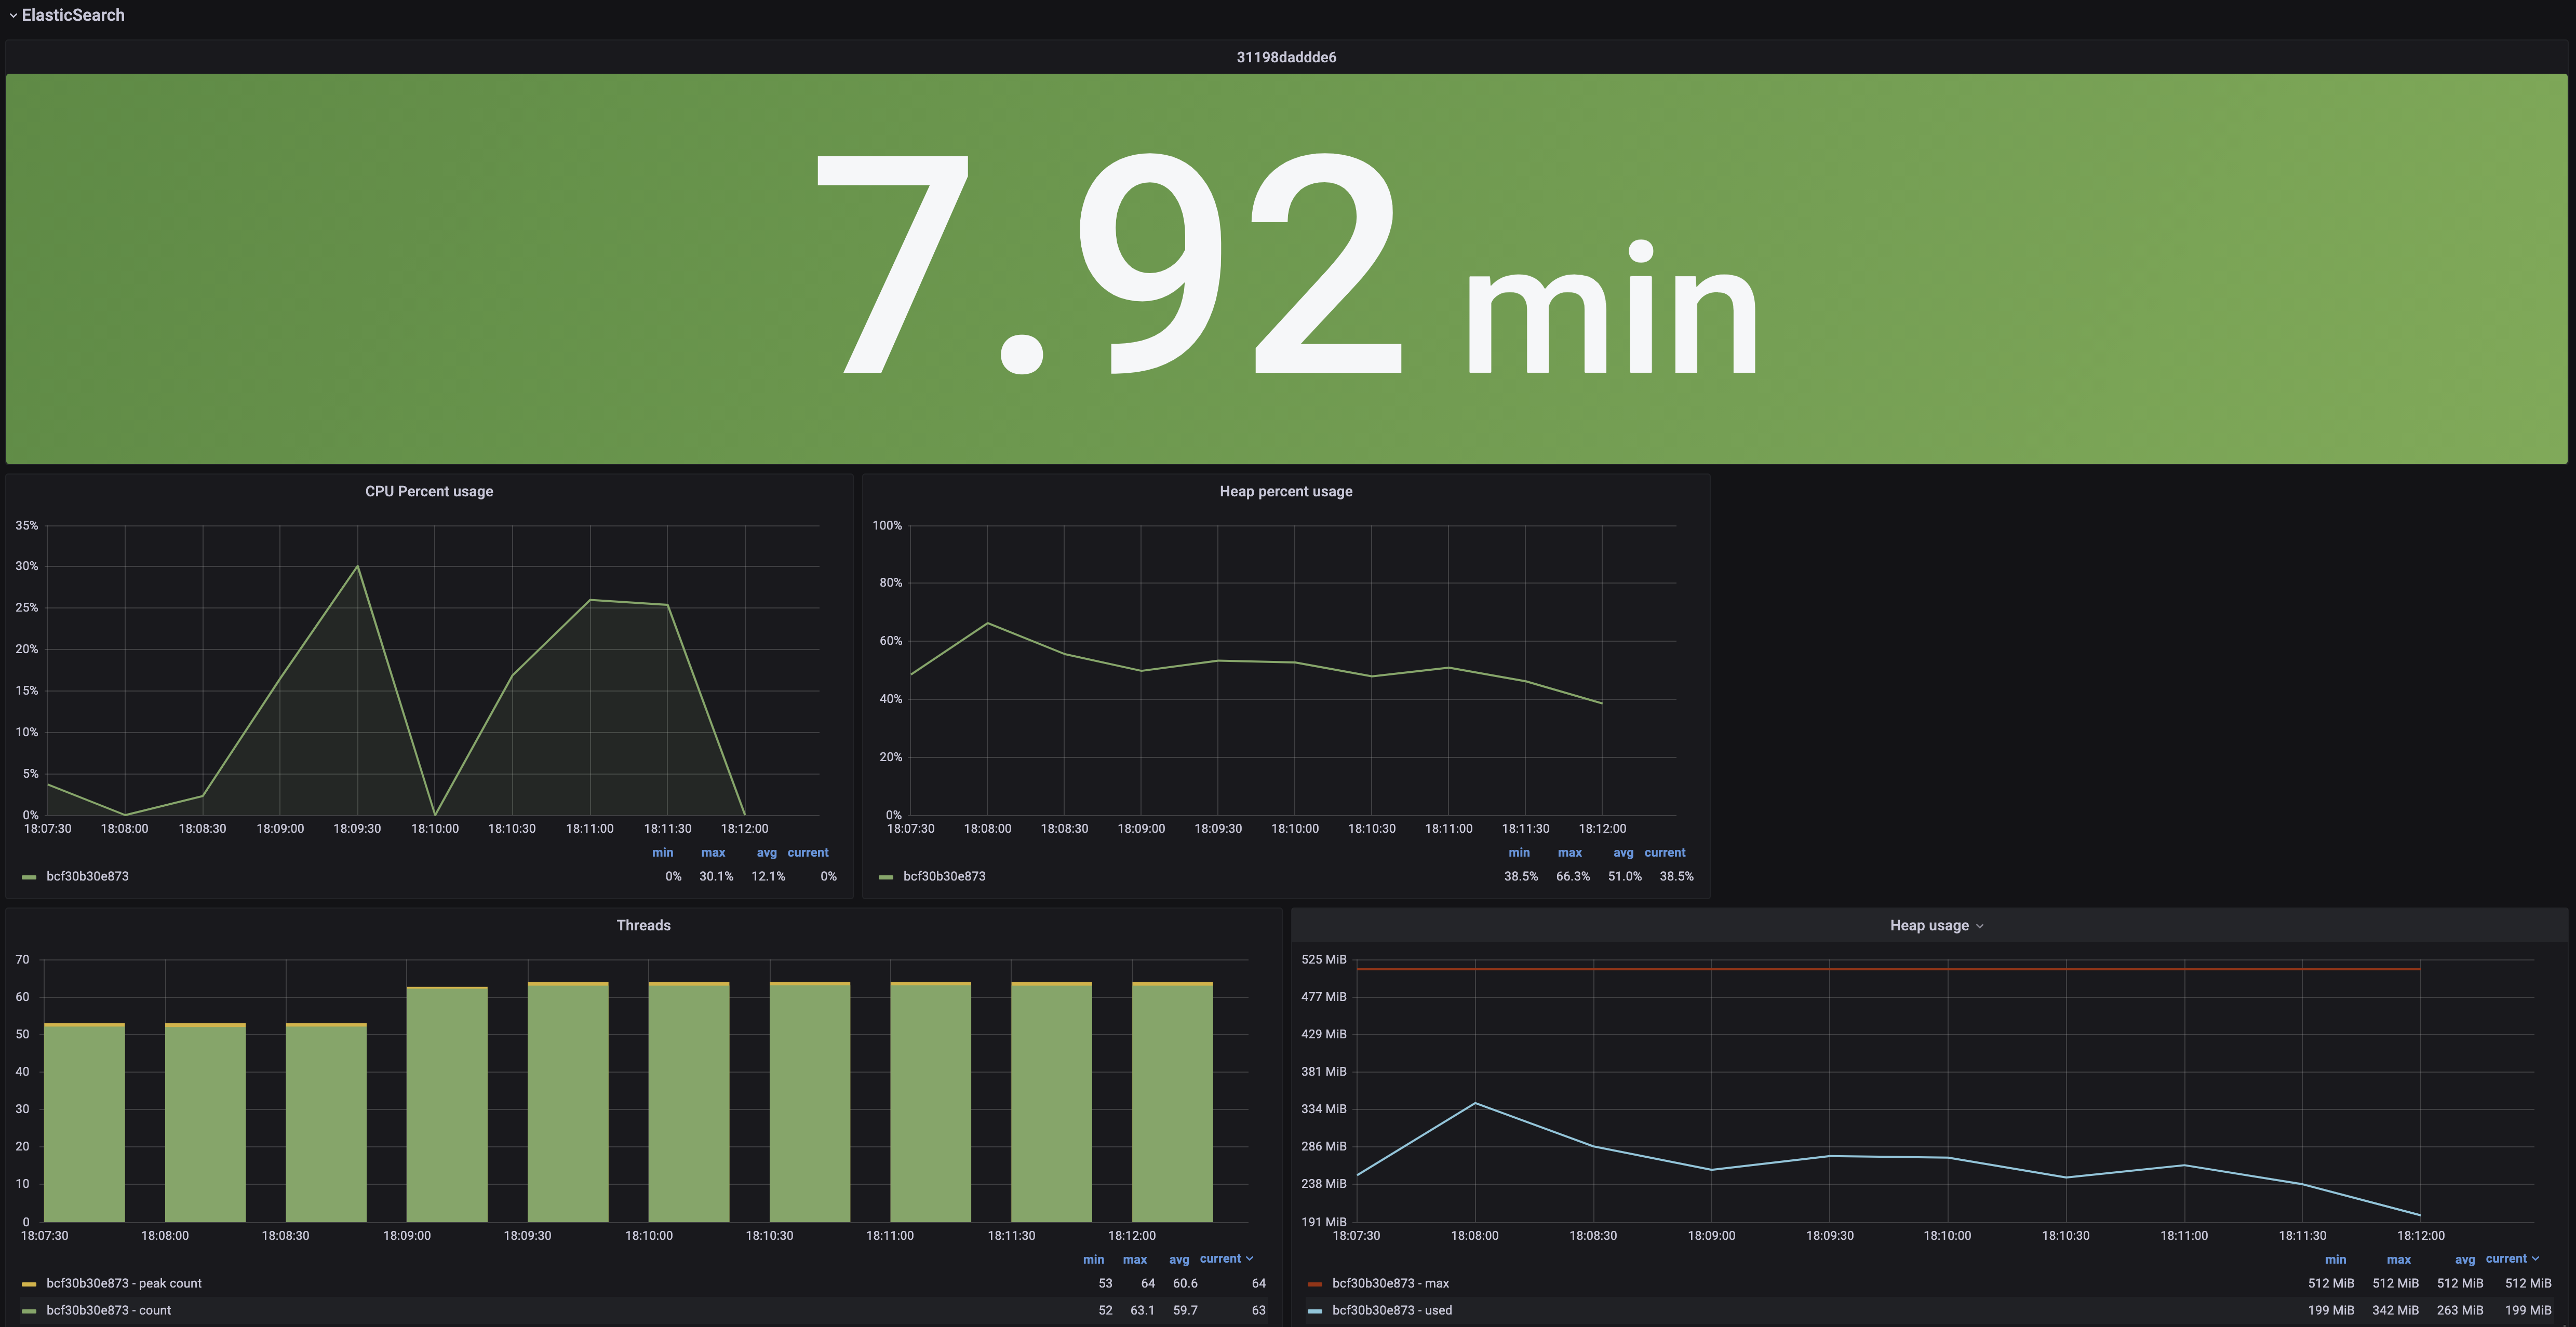 ElasticSearch
31198daddde6
7.92 min
CPU Percent usage
35%
30%
25%
20%
15%
10%
5%
0%
18:07:30 18:08:00 18:08:30 18:09:00 18:09:30 18:10:00 18:10:30 18:11:00 18:11:30 18:12:00
min max avg current
bcf30b30e873 0% 30.1% 12.1% 0%
Heap percent usage
100%
80%
60%
40%
20%
0%
18:07:30 18:08:00 18:08:30 18:09:00 18:09:30 18:10:00 18:10:30 18:11:00 18:11:30 18:12:00
min max avg current
bcf30b30e873 38.5% 66.3% 51.0% 38.5%
Threads
70
60
50
40
30
20
10
0
18:07:30 18:08:00 18:08:30 18:09:00 18:09:30 18:10:00 18:10:30 18:11:00 18:11:30 18:12:00
min max avg current
bcf30b30e873 - peak count 53 64 60.6 64
bcf30b30e873 - count 52 63.1 59.7 63
Heap usage
525 MiB
477 MiB
429 MiB
381 MiB
334 MiB
286 MiB
238 MiB
191 MiB
18:07:30 18:08:00 18:08:30 18:09:00 18:09:30 18:10:00 18:10:30 18:11:00 18:11:30 18:12:00
min max avg current
bcf30b30e873 - max 512 MiB 512 MiB 512 MiB 512 MiB
bcf30b30e873 - used 199 MiB 342 MiB 263 MiB 199 MiB